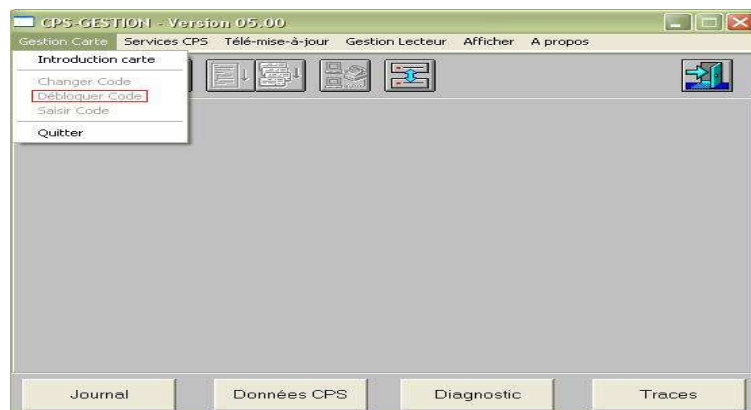 CPS-GESTION - Version 05.00
Gestion Carte Services CPS Télé-mise-à-jour Gestion Lecteur Afficher A propos
Introduction carte
Changer Code
Débloquer Code
Saisir Code
Quitter
Journal Données CPS Diagnostic Traces